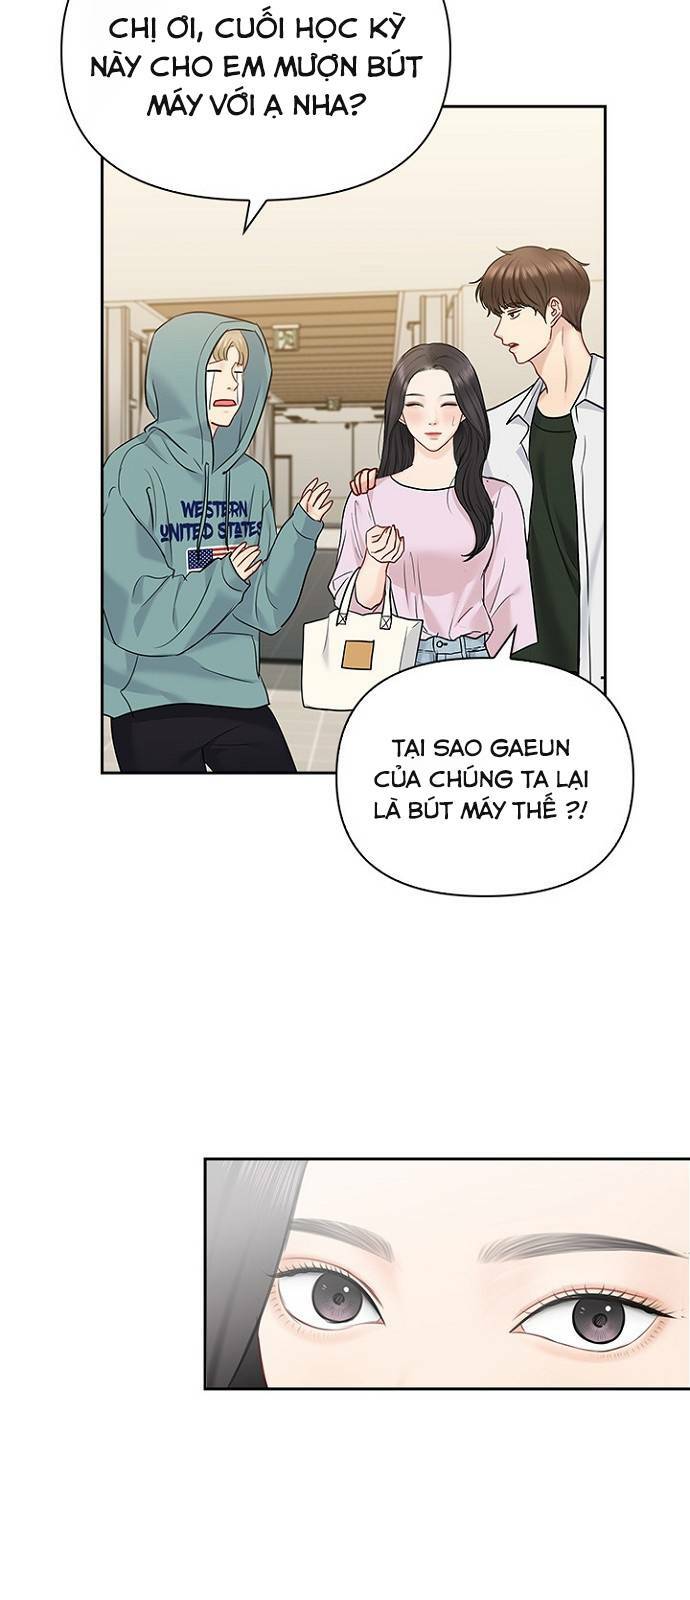 CHỊ ƠI, CUỐI HỌC KỲ
NÀY CHO EM MƯỢN BÚT
MÁY VỚI Ạ NHA?
WESTERN
UNITED STATES
TẠI SAO GAEUN
CỦA CHÚNG TA LẠI
LÀ BÚT MÁY THẾ ?!